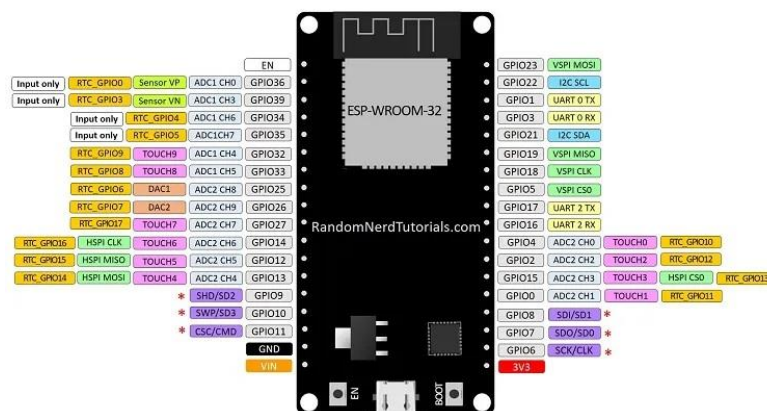 EN
Input only RTC_GPIO0 Sensor VP ADC1 CH0 GPIO36
Input only RTC_GPIO3 Sensor VN ADC1 CH3 GPIO39
Input only RTC_GPIO4 ADC1 CH6 GPIO34
Input only RTC_GPIO5 ADC1CH7 GPIO35
RTC_GPIO9 TOUCH9 ADC1 CH4 GPIO32
RTC_GPIO8 TOUCH8 ADC1 CH5 GPIO33
RTC_GPIO6 DAC1 ADC2 CH8 GPIO25
RTC_GPIO7 DAC2 ADC2 CH9 GPIO26
RTC_GPIO17 TOUCH7 ADC2 CH7 GPIO27
RTC_GPIO16 HSPI CLK TOUCH6 ADC2 CH6 GPIO14
RTC_GPIO15 HSPI MISO TOUCH5 ADC2 CH5 GPIO12
RTC_GPIO14 HSPI MOSI TOUCH4 ADC2 CH4 GPIO13
* SHD/SD2 GPIO9
* SWP/SD3 GPIO10
* CSC/CMD GPIO11
GND
VIN
ESP-WROOM-32
RandomNerdTutorials.com
EN
BOOT
GPIO23 VSPI MOSI
GPIO22 I2C SCL
GPIO1 UART 0 TX
GPIO3 UART 0 RX
GPIO21 I2C SDA
GPIO19 VSPI MISO
GPIO18 VSPI CLK
GPIO5 VSPI CS0
GPIO17 UART 2 TX
GPIO16 UART 2 RX
GPIO4 ADC2 CH0 TOUCH0 RTC_GPIO10
GPIO2 ADC2 CH2 TOUCH2 RTC_GPIO12
GPIO15 ADC2 CH3 TOUCH3 HSPI CS0 RTC_GPIO13
GPIO0 ADC2 CH1 TOUCH1 RTC_GPIO11
GPIO8 SDI/SD1 *
GPIO7 SDO/SD0 *
GPIO6 SCK/CLK *
3V3